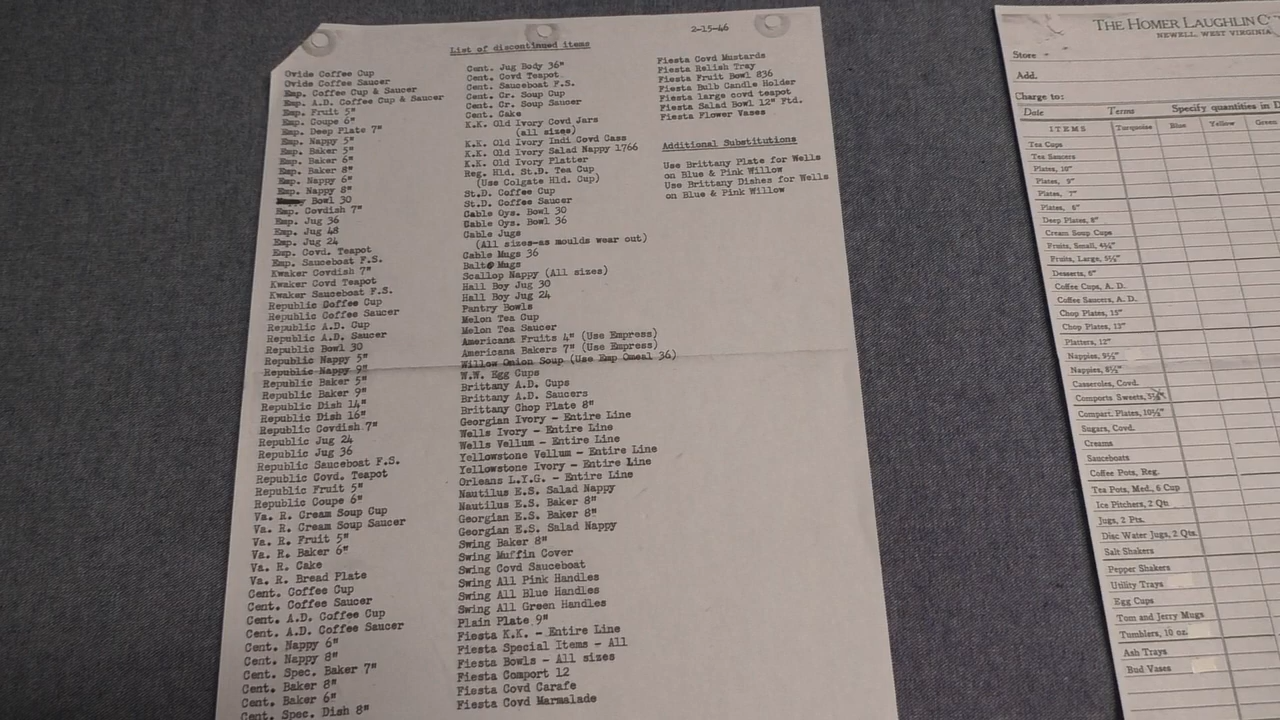 2-15-46
List of discontinued items
Ovide Coffee Cup
Ovide Coffee Saucer
Emp. Coffee Cup & Saucer
Emp. A.D. Coffee Cup & Saucer
Emp. Fruit 5"
Emp. Coupe 6"
Emp. Deep Plate 7"
Emp. Nappy 5"
Emp. Baker 5"
Emp. Baker 6"
Emp. Baker 8"
Emp. Nappy 6"
Emp. Nappy 8"
Bowl 30
Emp. Covdish 7"
Emp. Jug 36
Emp. Jug 48
Emp. Jug 24
Emp. Covd. Teapot
Emp. Sauceboat F.S.
Kwaker Covdish 7"
Kwaker Covd Teapot
Kwaker Sauceboat F.S.
Republic Coffee Cup
Republic Coffee Saucer
Republic A.D. Cup
Republic A.D. Saucer
Republic Bowl 30
Republic Nappy 5"
Republic Nappy 9"
Republic Baker 5"
Republic Baker 9"
Republic Dish 14"
Republic Dish 16"
Republic Covdish 7"
Republic Jug 24
Republic Jug 36
Republic Sauceboat F.S.
Republic Covd. Teapot
Republic Fruit 5"
Republic Coupe 6"
Va. R. Cream Soup Cup
Va. R. Cream Soup Saucer
Va. R. Fruit 5"
Va. R. Baker 6"
Va. R. Cake
Va. R. Bread Plate
Cent. Coffee Cup
Cent. Coffee Saucer
Cent. A.D. Coffee Cup
Cent. A.D. Coffee Saucer
Cent. Nappy 6"
Cent. Nappy 8"
Cent. Spec. Baker 7"
Cent. Baker 8"
Cent. Baker 6"
Cent. Spec. Dish 8"
Cent. Jug Body 36"
Cent. Covd Teapot
Cent. Sauceboat F.S.
Cent. Cr. Soup Cup
Cent. Cr. Soup Saucer
Cent. Cake
K.K. Old Ivory Covd Jars
(all sizes)
K.K. Old Ivory Indi Covd Cass
K.K. Old Ivory Salad Nappy 1766
K.K. Old Ivory Platter
Reg. Hld. St.D. Tea Cup
(Use Colgate Hld. Cup)
St.D. Coffee Cup
St.D. Coffee Saucer
Cable Oys. Bowl 30
Cable Oys. Bowl 36
Cable Jugs
(All sizes-as moulds wear out)
Cable Mugs 36
Balto Mugs
Scallop Nappy (All sizes)
Hall Boy Jug 30
Hall Boy Jug 24
Pantry Bowls
Melon Tea Cup
Melon Tea Saucer
Americana Fruits 4" (Use Empress)
Americana Bakers 7" (Use Empress)
Willow Onion Soup (Use Emp Omeal 36)
W.W. Egg Cups
Brittany A.D. Cups
Brittany A.D. Saucers
Brittany Chop Plate 8"
Georgian Ivory - Entire Line
Wells Ivory - Entire Line
Wells Vellum - Entire Line
Yellowstone Vellum - Entire Line
Yellowstone Ivory - Entire Line
Orleans L.Y.G. - Entire Line
Nautilus E.S. Salad Nappy
Nautilus E.S. Baker 8"
Georgian E.S. Baker 8"
Georgian E.S. Salad Nappy
Swing Baker 8"
Swing Muffin Cover
Swing Covd Sauceboat
Swing All Pink Handles
Swing All Blue Handles
Swing All Green Handles
Plain Plate 9"
Fiesta K.K. - Entire Line
Fiesta Special Items - All
Fiesta Bowls - All sizes
Fiesta Comport 12
Fiesta Covd Carafe
Fiesta Covd Marmalade
Fiesta Covd Mustards
Fiesta Relish Tray
Fiesta Fruit Bowl 836
Fiesta Bulb Candle Holder
Fiesta large covd teapot
Fiesta Salad Bowl 12" Ftd.
Fiesta Flower Vases
Additional Substitutions
Use Brittany Plate for Wells
on Blue & Pink Willow
Use Brittany Dishes for Wells
on Blue & Pink Willow
THE HOMER LAUGHLIN
NEWELL, WEST VIRGINIA
Store
Add.
Charge to:
Date Terms Specify quantities in
ITEMS Turquoise Blue Yellow Green
Tea Cups
Tea Saucers
Plates, 10"
Plates, 9"
Plates, 7"
Plates, 6"
Deep Plates, 8"
Cream Soup Cups
Fruits, Small, 4¾"
Fruits, Large, 5½"
Desserts, 6"
Coffee Cups, A. D.
Coffee Saucers, A. D.
Chop Plates, 15"
Chop Plates, 13"
Platters, 12"
Nappies, 9½"
Nappies, 8½"
Casseroles, Covd.
Comports Sweets,
Compart. Plates, 10½"
Sugars, Covd.
Creams
Sauceboats
Coffee Pots, Reg.
Tea Pots, Med., 6 Cup
Ice Pitchers, 2 Qts
Jugs, 2 Pts.
Disc Water Jugs, 2 Qts.
Salt Shakers
Pepper Shakers
Utility Trays
Egg Cups
Tom and Jerry Mugs
Tumblers, 10 oz.
Ash Trays
Bud Vases